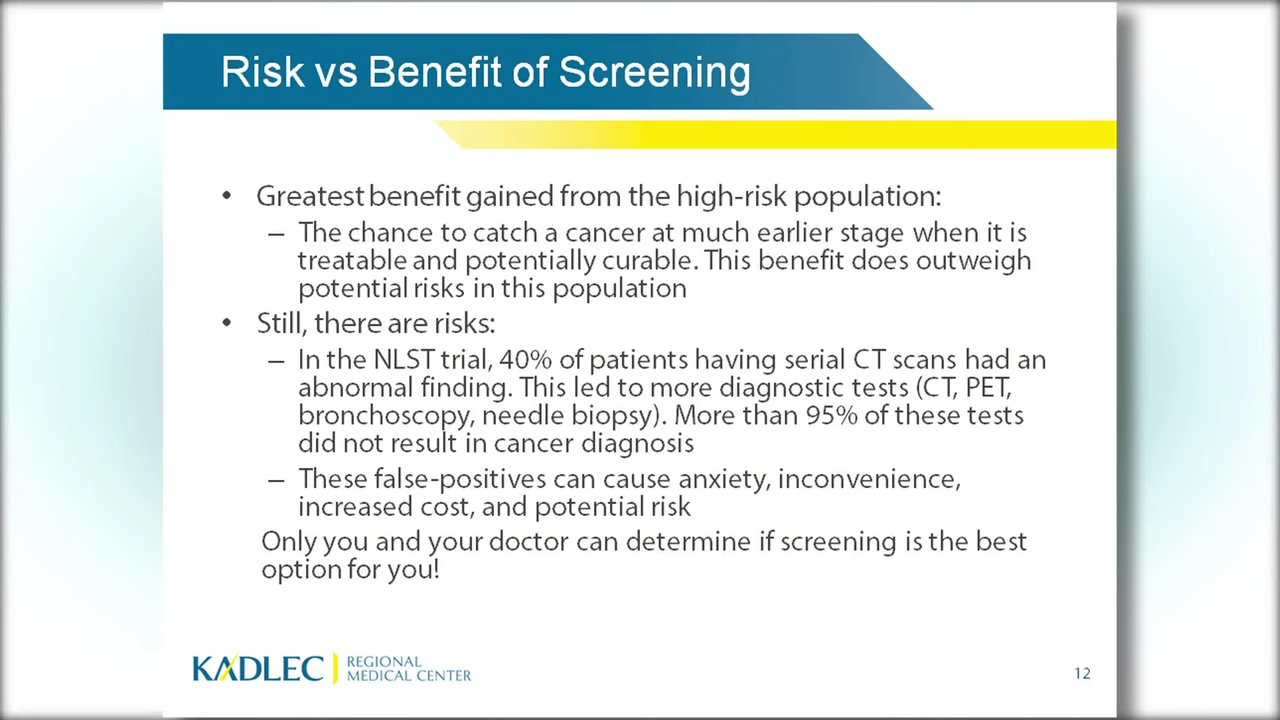 Risk vs Benefit of Screening
• Greatest benefit gained from the high-risk population:
– The chance to catch a cancer at much earlier stage when it is
treatable and potentially curable. This benefit does outweigh
potential risks in this population
• Still, there are risks:
– In the NLST trial, 40% of patients having serial CT scans had an
abnormal finding. This led to more diagnostic tests (CT, PET,
bronchoscopy, needle biopsy). More than 95% of these tests
did not result in cancer diagnosis
– These false-positives can cause anxiety, inconvenience,
increased cost, and potential risk
Only you and your doctor can determine if screening is the best
option for you!
KADLEC REGIONAL
MEDICAL CENTER
12